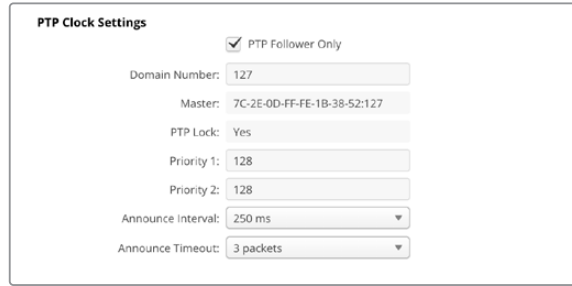 PTP Clock Settings
PTP Follower Only
Domain Number: 127
Master: 7C-2E-0D-FF-FE-1B-38-52:127
PTP Lock: Yes
Priority 1: 128
Priority 2: 128
Announce Interval: 250 ms
Announce Timeout: 3 packets